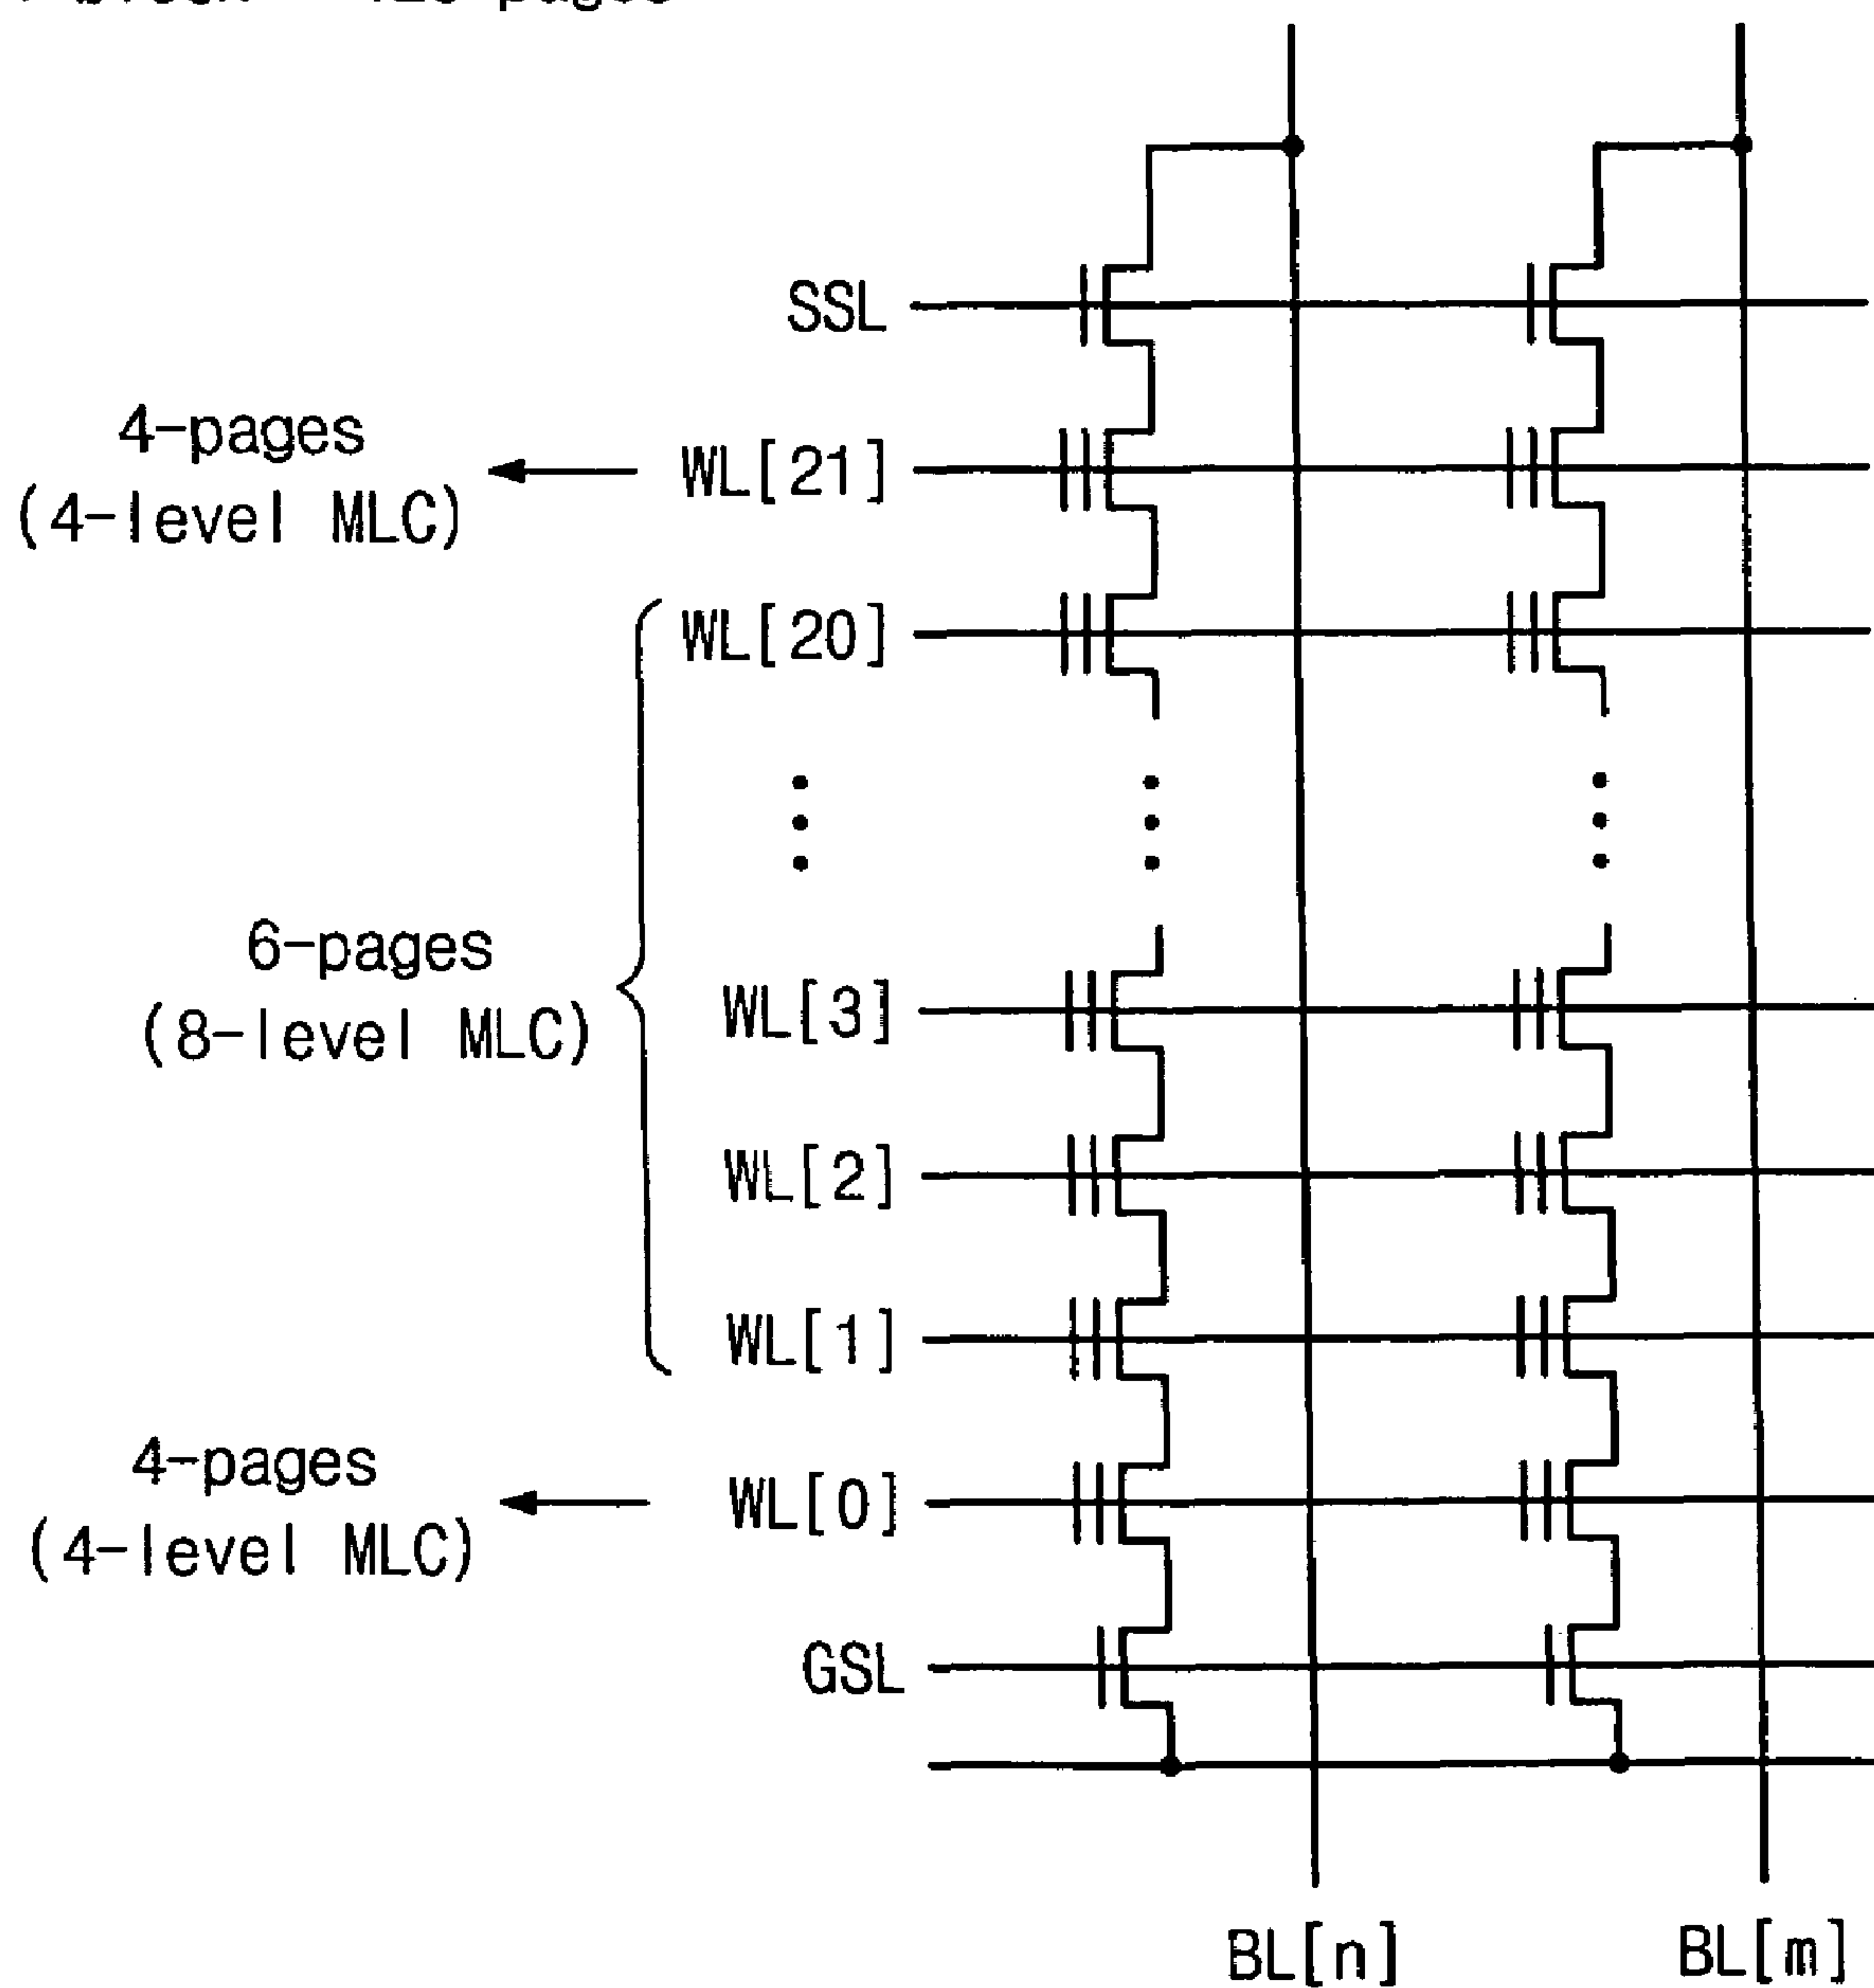 SSL
4-pages
(4-level MLC)
WL[21]
WL[20]
6-pages
(8-level MLC)
WL[3]
WL[2]
WL[1]
4-pages
(4-level MLC)
WL[0]
GSL
BL[n]
BL[m]